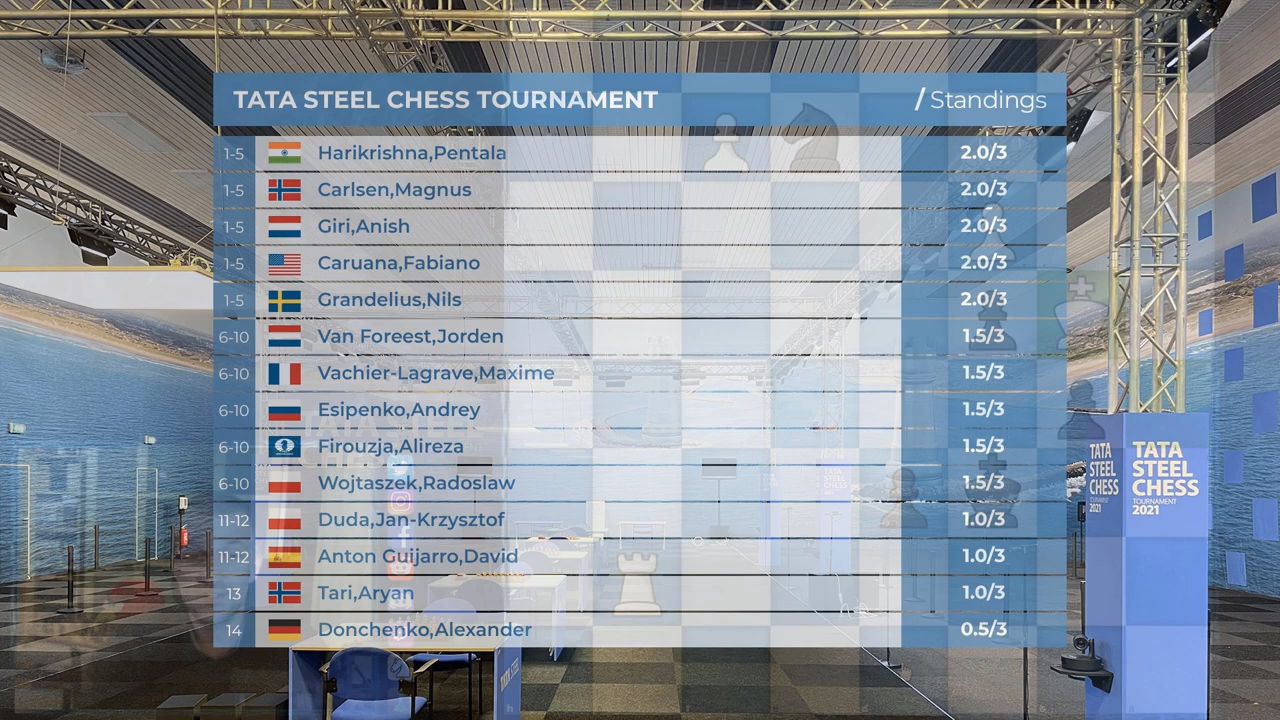 TATA STEEL CHESS TOURNAMENT / Standings
1-5 Harikrishna,Pentala 2.0/3
1-5 Carlsen,Magnus 2.0/3
1-5 Giri,Anish 2.0/3
1-5 Caruana,Fabiano 2.0/3
1-5 Grandelius,Nils 2.0/3
6-10 Van Foreest,Jorden 1.5/3
6-10 Vachier-Lagrave,Maxime 1.5/3
6-10 Esipenko,Andrey 1.5/3
6-10 Firouzja,Alireza 1.5/3
6-10 Wojtaszek,Radoslaw 1.5/3
11-12 Duda,Jan-Krzysztof 1.0/3
11-12 Anton Guijarro,David 1.0/3
13 Tari,Aryan 1.0/3
14 Donchenko,Alexander 0.5/3
TATA
STEEL
CHESS
TOURNAMENT
2021
TATA
STEEL
CHESS
TOURNAMENT
2021
TATA STEEL